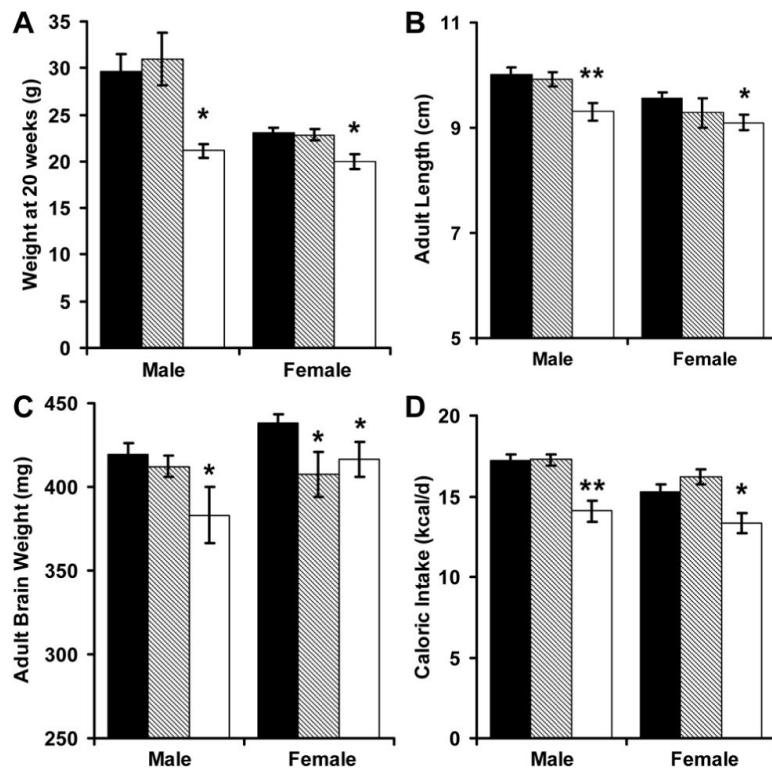 A
Weight at 20 weeks (g)
35
30
25
20
15
10
5
0
*
*
Male
Female
B
Adult Length (cm)
11
9
7
5
**
*
Male
Female
C
Adult Brain Weight (mg)
450
400
350
300
250
*
*
*
Male
Female
D
Caloric Intake (kcal/d)
20
15
10
5
0
**
*
Male
Female